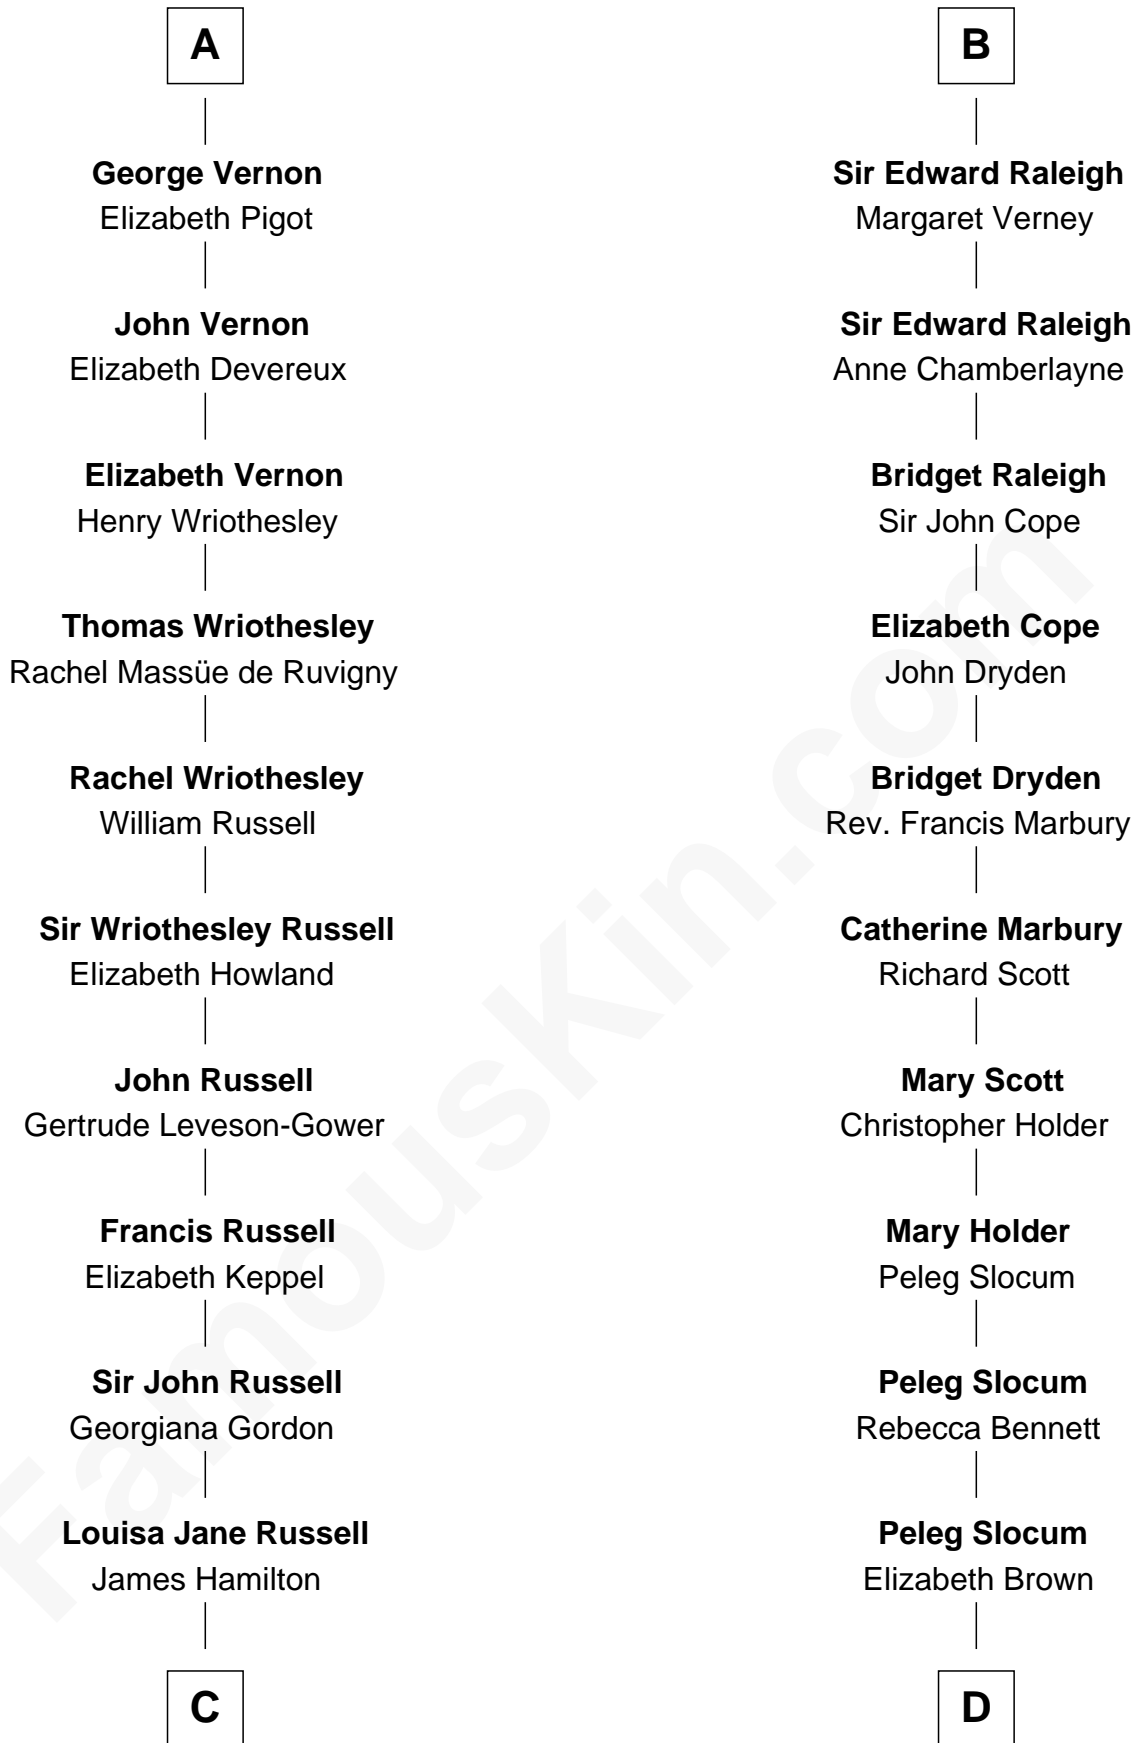 A
George Vernon
Elizabeth Pigot
John Vernon
Elizabeth Devereux
Elizabeth Vernon
Henry Wriothesley
Thomas Wriothesley
Rachel Massüe de Ruvigny
Rachel Wriothesley
William Russell
Sir Wriothesley Russell
Elizabeth Howland
John Russell
Gertrude Leveson-Gower
Francis Russell
Elizabeth Keppel
Sir John Russell
Georgiana Gordon
Louisa Jane Russell
James Hamilton
C
B
Sir Edward Raleigh
Margaret Verney
Sir Edward Raleigh
Anne Chamberlayne
Bridget Raleigh
Sir John Cope
Elizabeth Cope
John Dryden
Bridget Dryden
Rev. Francis Marbury
Catherine Marbury
Richard Scott
Mary Scott
Christopher Holder
Mary Holder
Peleg Slocum
Peleg Slocum
Rebecca Bennett
Peleg Slocum
Elizabeth Brown
D
FamousKin.com